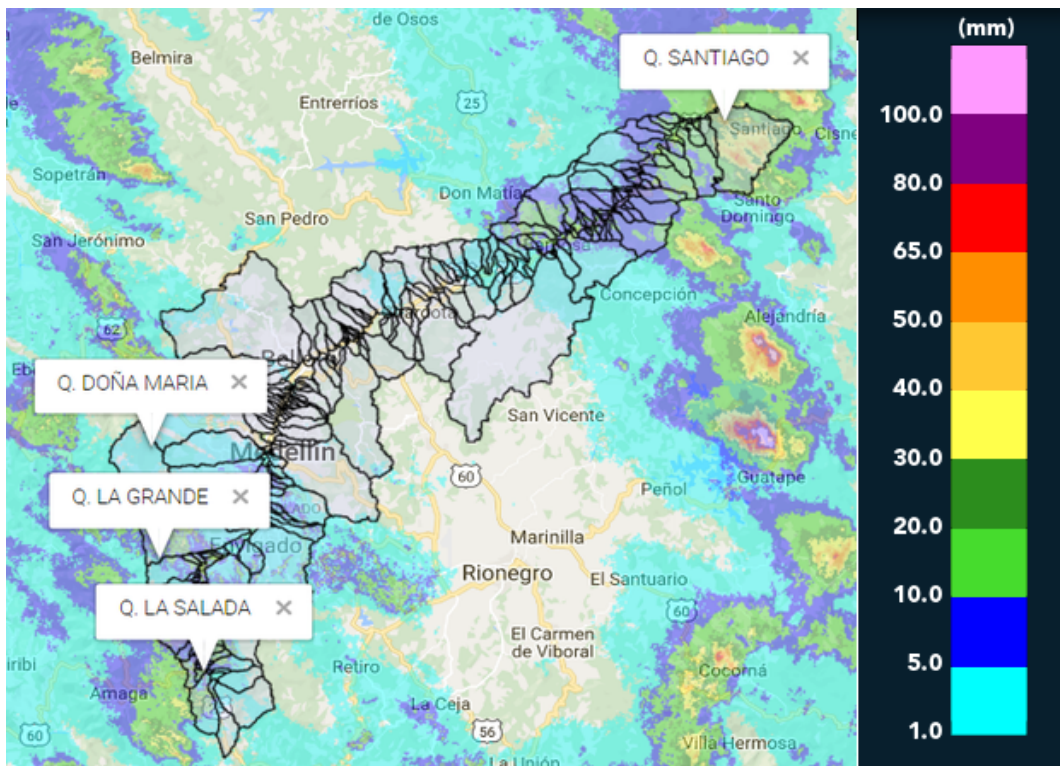 (mm)
100.0
80.0
65.0
50.0
40.0
30.0
20.0
10.0
5.0
1.0
de Osos
Belmira
Q. SANTIAGO ×
Entrerríos
25
Santiago
Cisne
Sopetrán
Don Matías
Santo
Domingo
San Pedro
San Jerónimo
Concepción
62
Alejandría
Q. DOÑA MARIA ×
San Vicente
Medellín
Guatape
60
Peñol
Q. LA GRANDE ×
Marinilla
Envigado
Rionegro
El Santuario
Q. LA SALADA ×
60
El Carmen
de Viboral
Retiro
Cocorná
Amaga
La Ceja
60
56
Villa Hermosa
La Unión